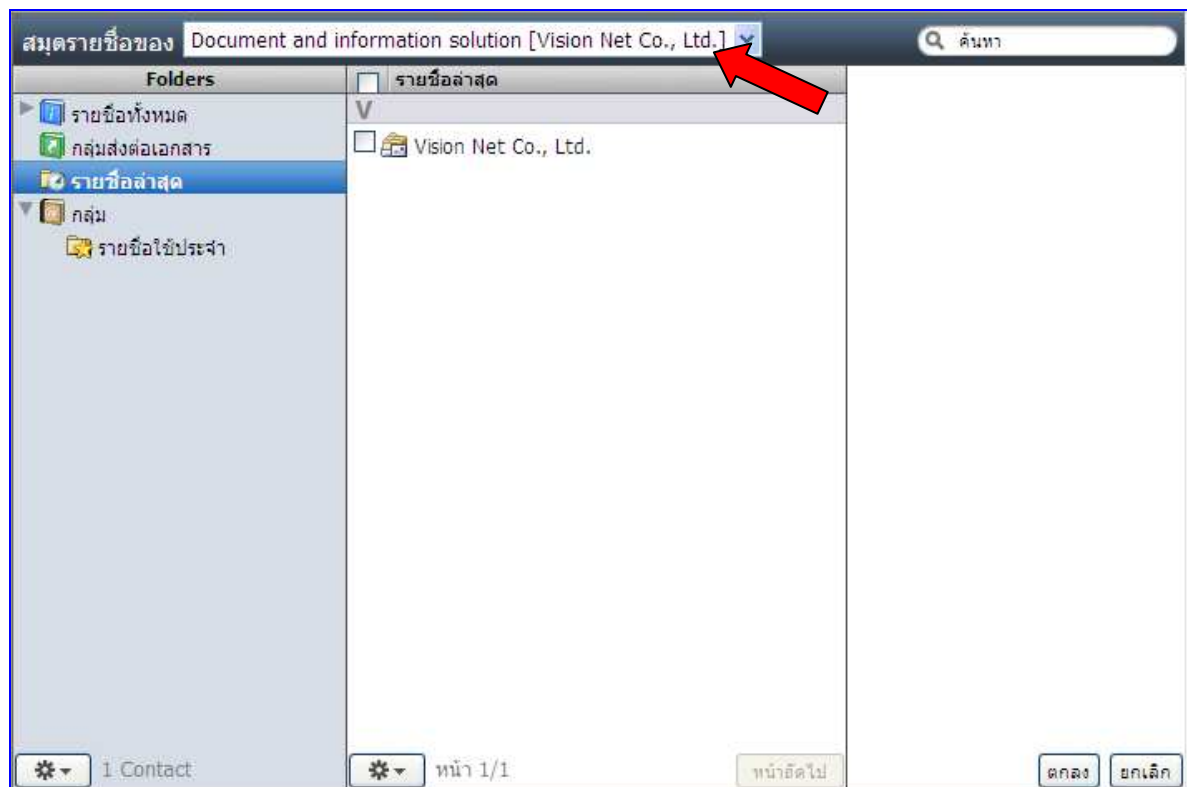 สมุดรายชื่อของ Document and information solution [Vision Net Co., Ltd.] ค้นหา
Folders
รายชื่อทั้งหมด
กลุ่มส่งต่อเอกสาร
รายชื่อล่าสุด
กลุ่ม
รายชื่อใช้ประจำ
1 Contact
รายชื่อล่าสุด
V
Vision Net Co., Ltd.
หน้า 1/1 หน้าถัดไป
ตกลง ยกเลิก